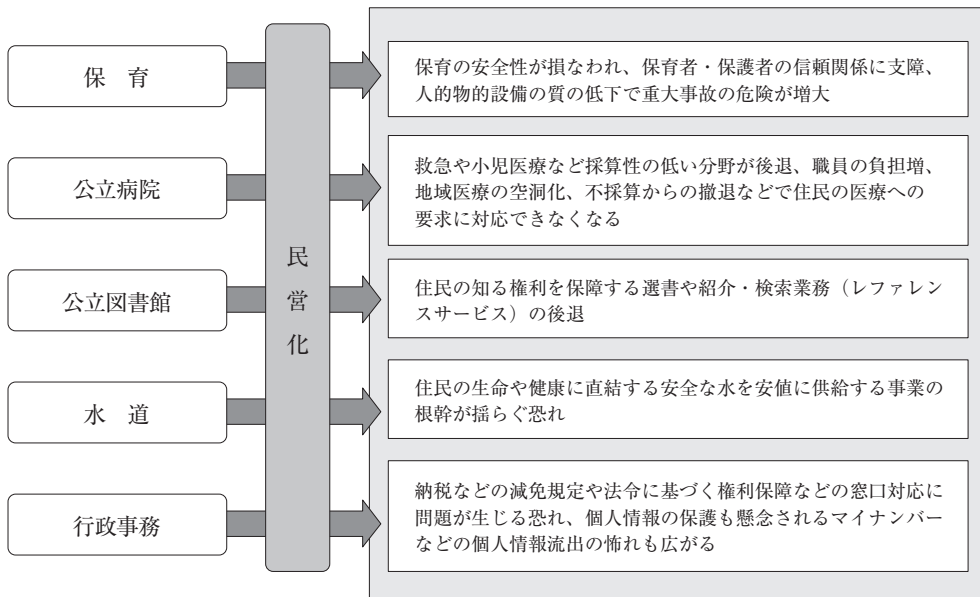 保　育
保育の安全性が損なわれ、保育者・保護者の信頼関係に支障、
人的物的設備の質の低下で重大事故の危険が増大
公立病院
救急や小児医療など採算性の低い分野が後退、職員の負担増、
地域医療の空洞化、不採算からの撤退などで住民の医療への
要求に対応できなくなる
民営化
公立図書館
住民の知る権利を保障する選書や紹介・検索業務（レファレン
スサービス）の後退
水　道
住民の生命や健康に直結する安全な水を安値に供給する事業の
根幹が揺らぐ恐れ
行政事務
納税などの減免規定や法令に基づく権利保障などの窓口対応に
問題が生じる恐れ、個人情報の保護も懸念されるマイナンバー
などの個人情報流出の怖れも広がる